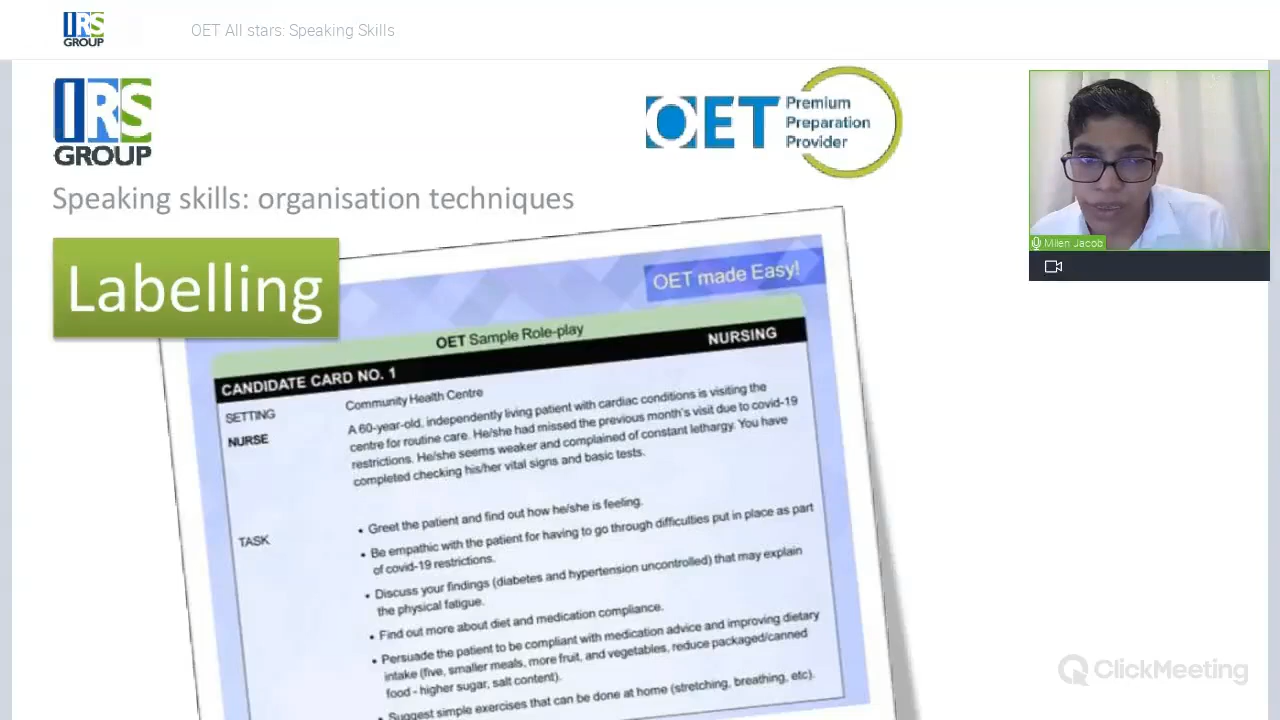 IRS
GROUP
OET All stars: Speaking Skills
IRS
GROUP
OET Premium
Preparation
Provider
Milen Jacob
Speaking skills: organisation techniques
Labelling
OET made Easy!
OET Sample Role-play
CANDIDATE CARD NO. 1 NURSING
SETTING Community Health Centre
NURSE A 60-year-old, independently living patient with cardiac conditions is visiting the
centre for routine care. He/she had missed the previous month's visit due to covid-19
restrictions. He/she seems weaker and complained of constant lethargy. You have
completed checking his/her vital signs and basic tests.
TASK • Greet the patient and find out how he/she is feeling.
• Be empathic with the patient for having to go through difficulties put in place as part
of covid-19 restrictions.
• Discuss your findings (diabetes and hypertension uncontrolled) that may explain
the physical fatigue.
• Find out more about diet and medication compliance.
• Persuade the patient to be compliant with medication advice and improving dietary
intake (five, smaller meals, more fruit, and vegetables, reduce packaged/canned
food - higher sugar, salt content).
• Suggest simple exercises that can be done at home (stretching, breathing, etc).
ClickMeeting